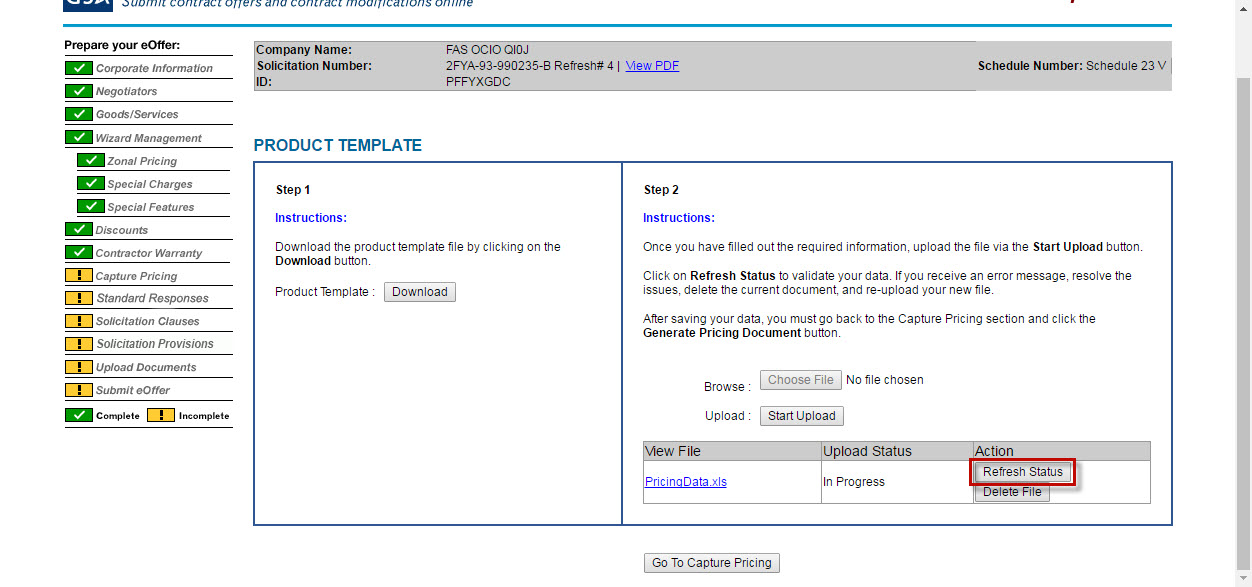 GSA Submit contract offers and contract modifications online
Prepare your eOffer:
Corporate Information
Negotiators
Goods/Services
Wizard Management
Zonal Pricing
Special Charges
Special Features
Discounts
Contractor Warranty
Capture Pricing
Standard Responses
Solicitation Clauses
Solicitation Provisions
Upload Documents
Submit eOffer
Complete Incomplete
Company Name: FAS OCIO QI0J
Solicitation Number: 2FYA-93-990235-B Refresh# 4 | View PDF Schedule Number: Schedule 23 V
ID: PFFYXGDC
PRODUCT TEMPLATE
Step 1
Instructions:
Download the product template file by clicking on the
Download button.
Product Template : Download
Step 2
Instructions:
Once you have filled out the required information, upload the file via the Start Upload button.
Click on Refresh Status to validate your data. If you receive an error message, resolve the
issues, delete the current document, and re-upload your new file.
After saving your data, you must go back to the Capture Pricing section and click the
Generate Pricing Document button.
Browse : Choose File No file chosen
Upload : Start Upload
View File Upload Status Action
PricingData.xls In Progress Refresh Status
Delete File
Go To Capture Pricing